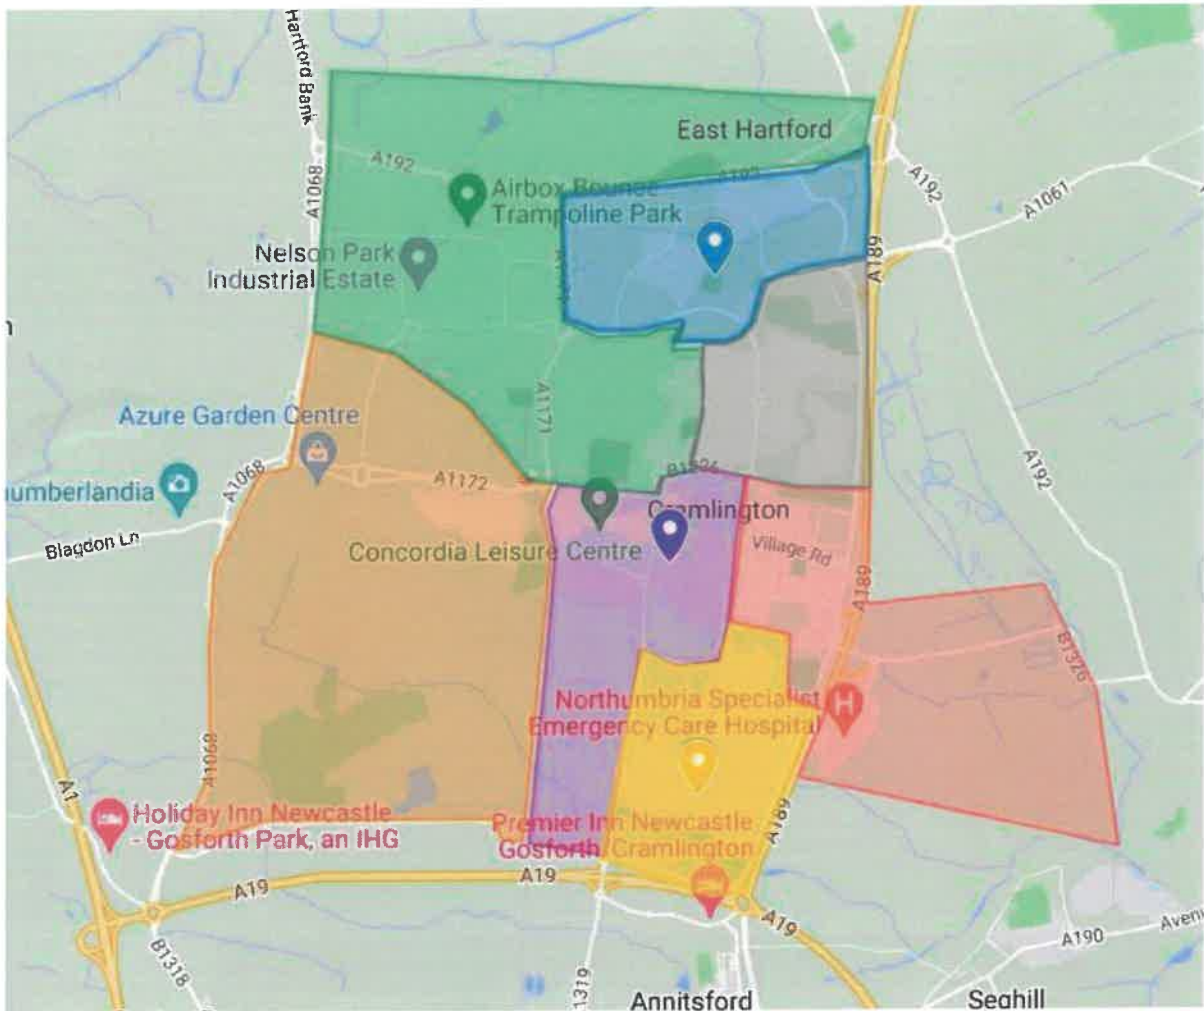 Hartford Bank
East Hartford
A192
A192
A1068
Airbox Bounce
Trampoline Park
A192
A1061
Nelson Park
Industrial Estate
A189
A1171
Azure Garden Centre
A1068
A1172
A192
umberlandia
Cramlington
Blagdon Ln
Concordia Leisure Centre
Village Rd
A189
B1326
Northumbria Specialist
Emergency Care Hospital
H
A1068
A1
Holiday Inn Newcastle
- Gosforth Park, an IHG
Premier Inn Newcastle
Gosforth/Cramlington
A189
A19
A19
A19
A190
B1318
1319
Annitsford
Seghill